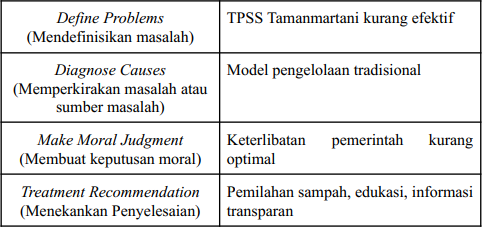 Define Problems
(Mendefinisikan masalah)
TPSS Tamanmartani kurang efektif
Diagnose Causes
(Memperkirakan masalah atau
sumber masalah)
Model pengelolaan tradisional
Make Moral Judgment
(Membuat keputusan moral)
Keterlibatan pemerintah kurang
optimal
Treatment Recommendation
(Menekankan Penyelesaian)
Pemilahan sampah, edukasi, informasi
transparan